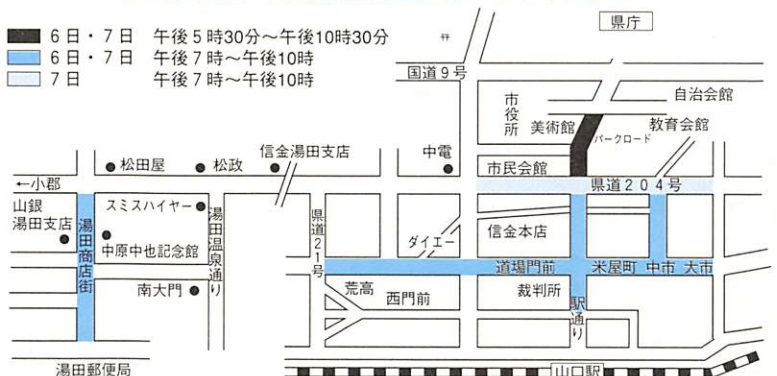 県庁
6日・7日 午後5時30分～午後10時30分
6日・7日 午後7時～午後10時
7日 午後7時～午後10時
国道9号
市役所
自治会館
美術館
パークロード
教育会館
信金湯田支店
中電
市民会館
松田屋
松政
←小郡
県道204号
山銀
湯田支店
スミスハイヤー
湯田商店街
中原中也記念館
湯田温泉通り
県道21号
ダイエー
信金本店
道場門前
米屋町
中市
大市
南大門
荒高
西門前
裁判所
駅通り
湯田郵便局
山口駅